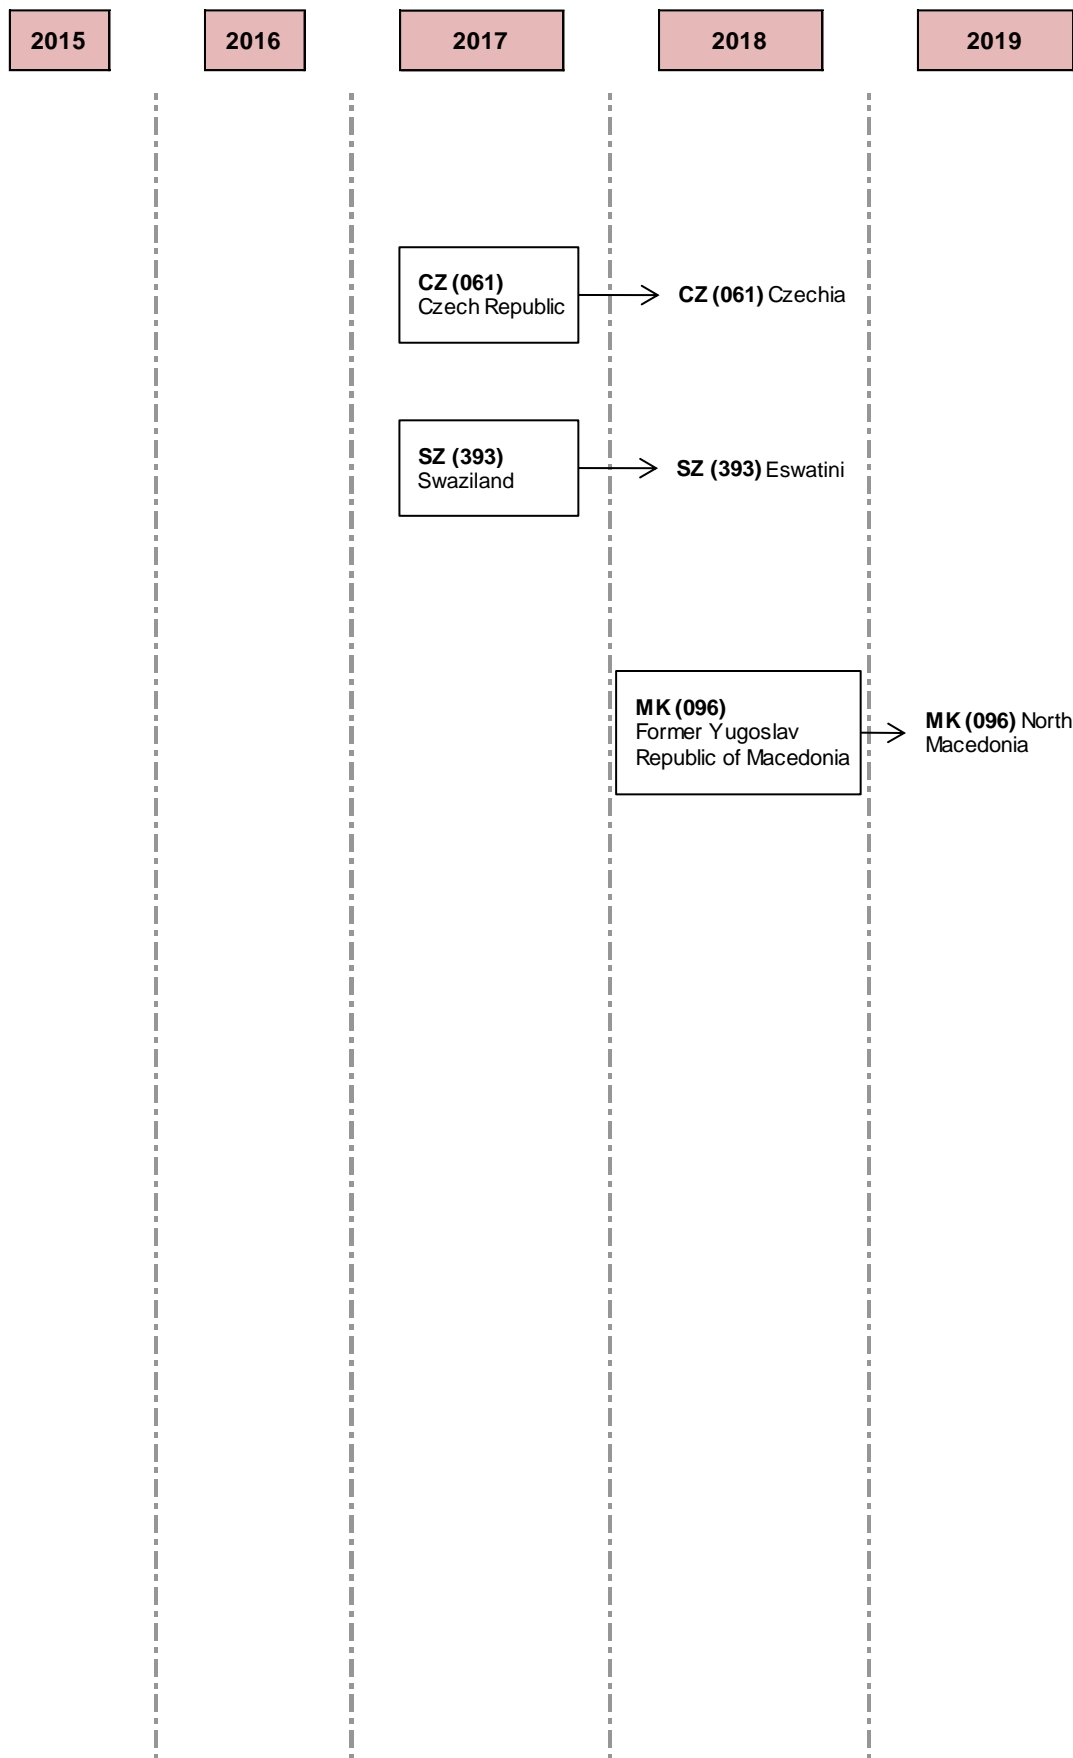 2015
2016
2017
2018
2019
CZ (061)
Czech Republic
CZ (061) Czechia
SZ (393)
Swaziland
SZ (393) Eswatini
MK (096)
Former Yugoslav
Republic of Macedonia
MK (096) North
Macedonia